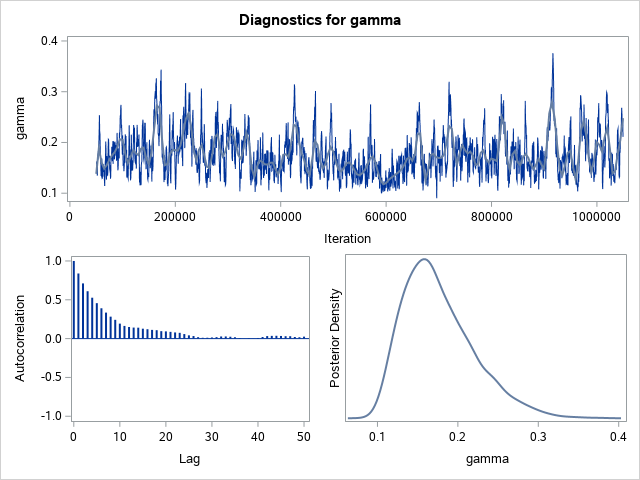 Diagnostics for gamma
0.4
0.3
0.2
0.1
gamma
0 200000 400000 600000 800000 1000000
Iteration
1.0
0.5
0.0
-0.5
-1.0
Autocorrelation
0 10 20 30 40 50
Lag
Posterior Density
0.1 0.2 0.3 0.4
gamma